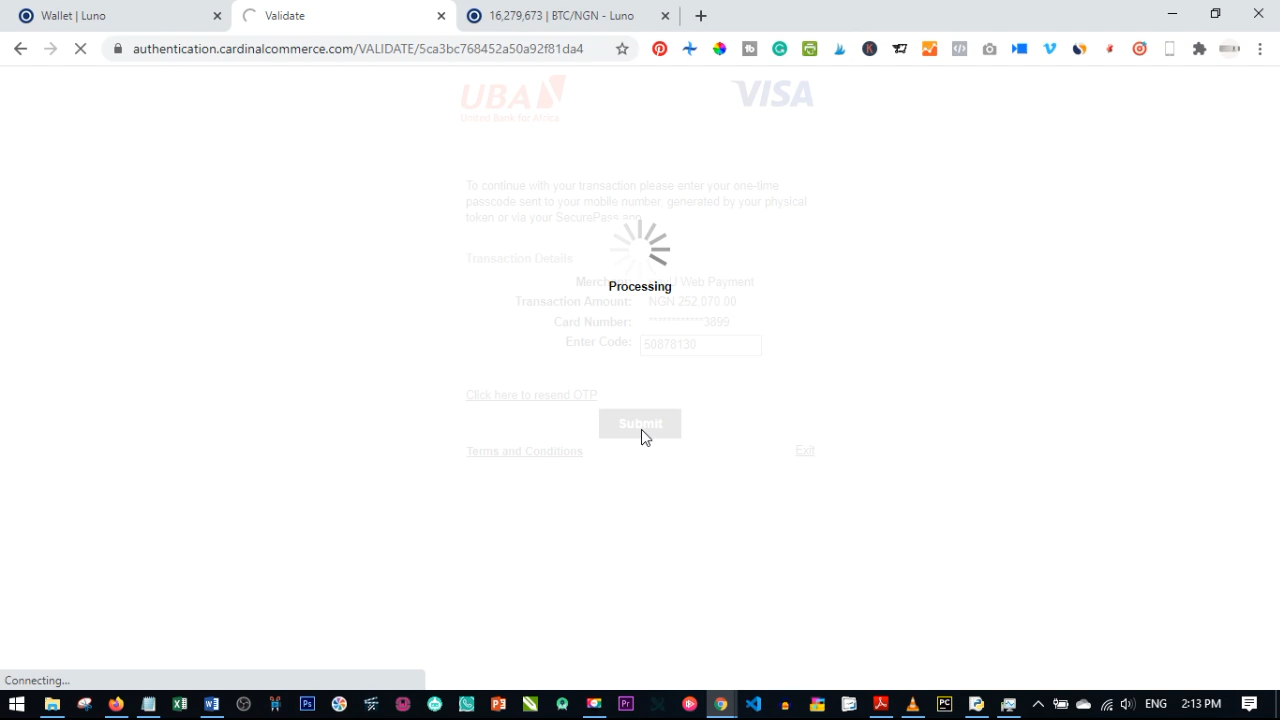 Wallet | Luno
Validate
16,279,673 | BTC/NGN - Luno
authentication.cardinalcommerce.com/VALIDATE/5ca3bc768452a50a92f81da4
UBA
United Bank for Africa
VISA
To continue with your transaction please enter your one-time
passcode sent to your mobile number, generated by your physical
token or via your SecurePass app
Transaction Details
Processing
U Web Payment
Transaction Amount: NGN 252,070.00
Card Number: ************3899
Enter Code: 50878130
Click here to resend OTP
Submit
Terms and Conditions
Exit
Connecting...
ENG
2:13 PM